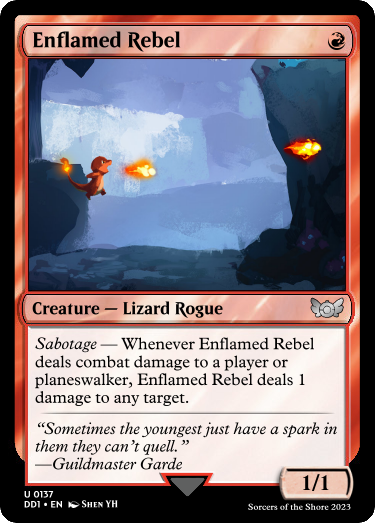 Enflamed Rebel
Creature — Lizard Rogue
Sabotage — Whenever Enflamed Rebel
deals combat damage to a player or
planeswalker, Enflamed Rebel deals 1
damage to any target.
“Sometimes the youngest just have a spark in
them they can’t quell.”
—Guildmaster Garde
1/1
U 0137
DD1 • EN Shen YH
Sorcers of the Shore 2023